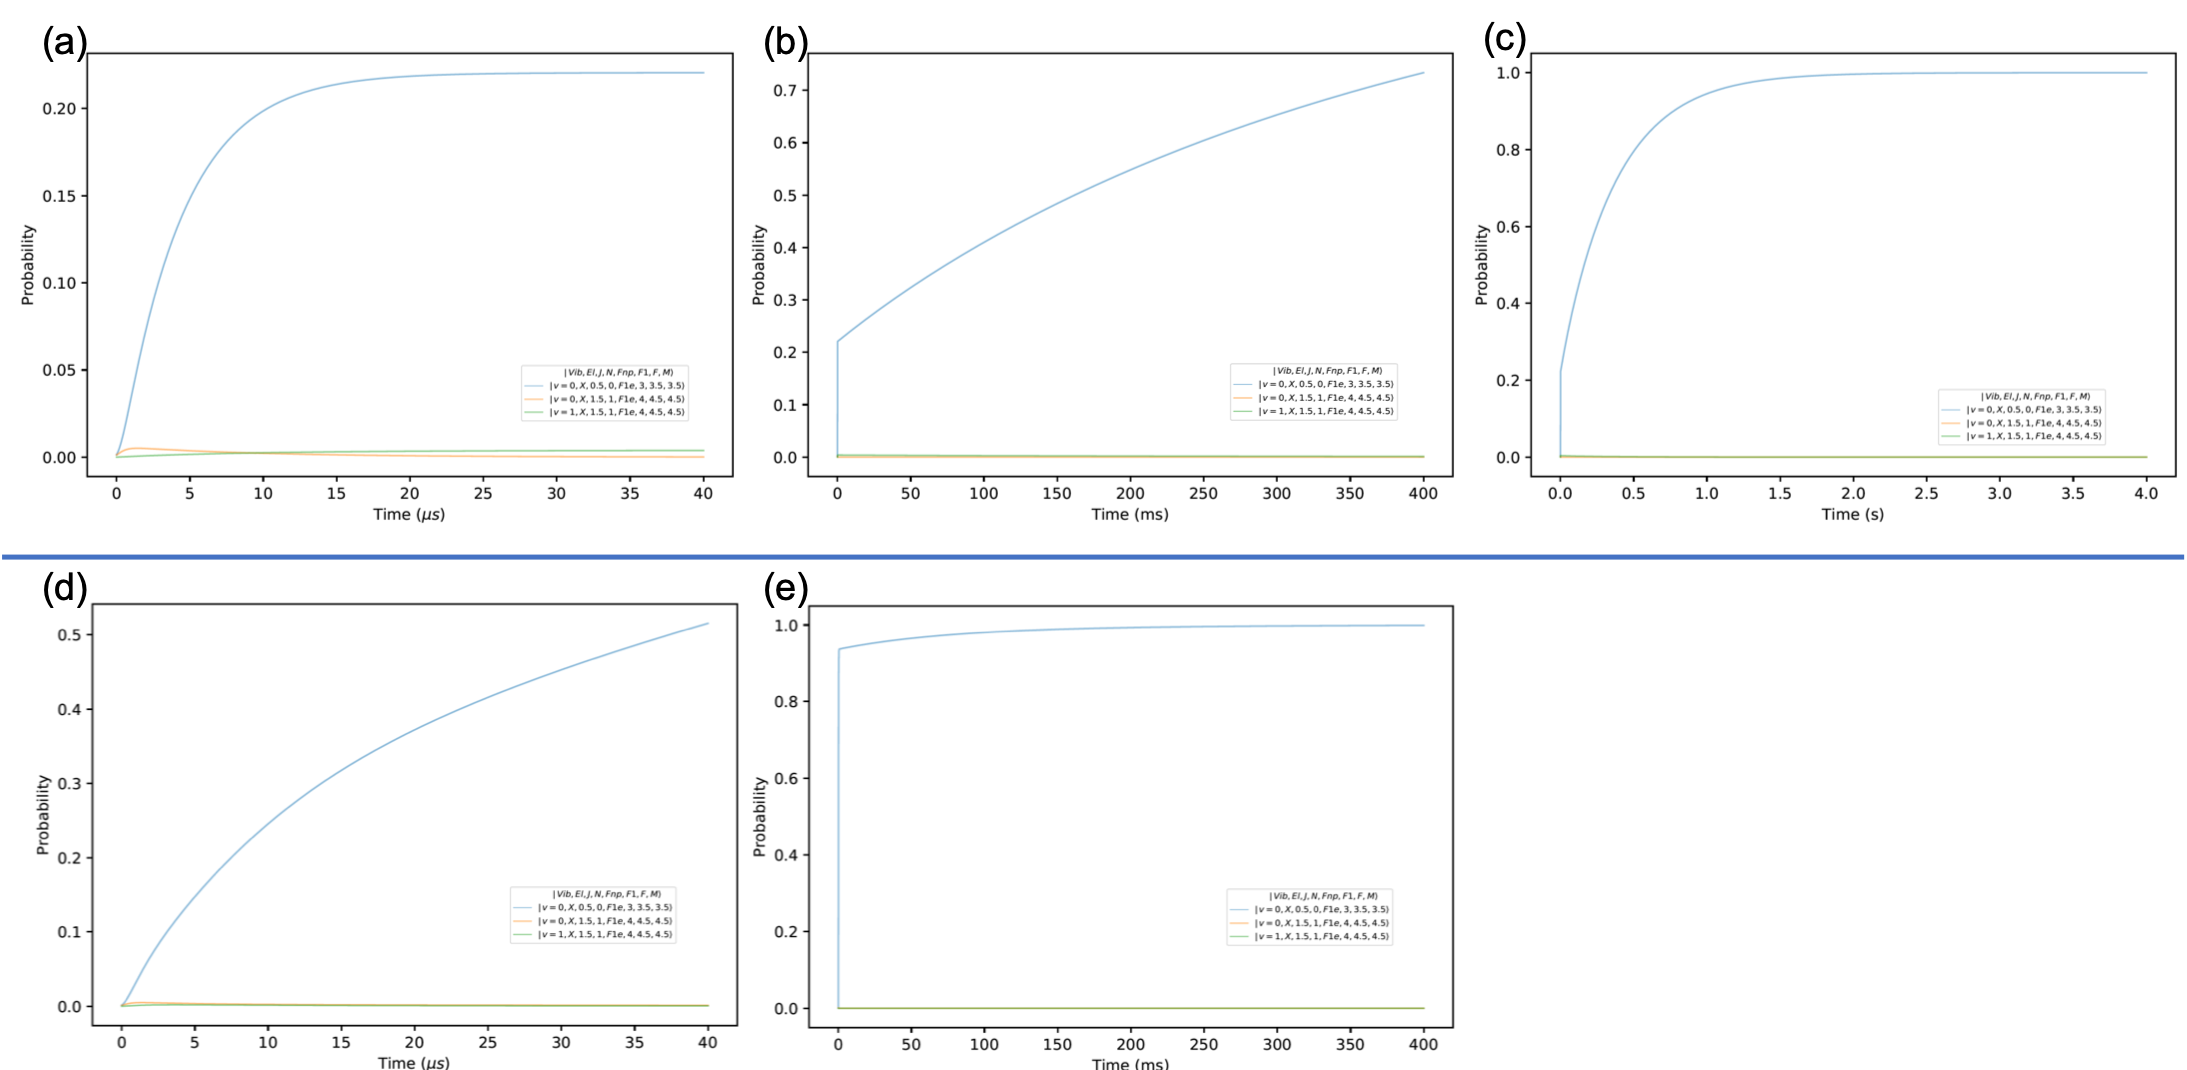 (a)
0.20
0.15
0.10
0.05
0.00
Probability
0 5 10 15 20 25 30 35 40
Time (μs)
|Vib, El, J, N, Fnp, F1, F, M⟩
|v = 0, X, 0.5, 0, F1e, 3, 3.5, 3.5⟩
|v = 0, X, 1.5, 1, F1e, 4, 4.5, 4.5⟩
|v = 1, X, 1.5, 1, F1e, 4, 4.5, 4.5⟩
(b)
0.7
0.6
0.5
0.4
0.3
0.2
0.1
0.0
Probability
0 50 100 150 200 250 300 350 400
Time (ms)
|Vib, El, J, N, Fnp, F1, F, M⟩
|v = 0, X, 0.5, 0, F1e, 3, 3.5, 3.5⟩
|v = 0, X, 1.5, 1, F1e, 4, 4.5, 4.5⟩
|v = 1, X, 1.5, 1, F1e, 4, 4.5, 4.5⟩
(c)
1.0
0.8
0.6
0.4
0.2
0.0
Probability
0.0 0.5 1.0 1.5 2.0 2.5 3.0 3.5 4.0
Time (s)
|Vib, El, J, N, Fnp, F1, F, M⟩
|v = 0, X, 0.5, 0, F1e, 3, 3.5, 3.5⟩
|v = 0, X, 1.5, 1, F1e, 4, 4.5, 4.5⟩
|v = 1, X, 1.5, 1, F1e, 4, 4.5, 4.5⟩
(d)
0.5
0.4
0.3
0.2
0.1
0.0
Probability
0 5 10 15 20 25 30 35 40
Time (μs)
|Vib, El, J, N, Fnp, F1, F, M⟩
|v = 0, X, 0.5, 0, F1e, 3, 3.5, 3.5⟩
|v = 0, X, 1.5, 1, F1e, 4, 4.5, 4.5⟩
|v = 1, X, 1.5, 1, F1e, 4, 4.5, 4.5⟩
(e)
1.0
0.8
0.6
0.4
0.2
0.0
Probability
0 50 100 150 200 250 300 350 400
Time (ms)
|Vib, El, J, N, Fnp, F1, F, M⟩
|v = 0, X, 0.5, 0, F1e, 3, 3.5, 3.5⟩
|v = 0, X, 1.5, 1, F1e, 4, 4.5, 4.5⟩
|v = 1, X, 1.5, 1, F1e, 4, 4.5, 4.5⟩